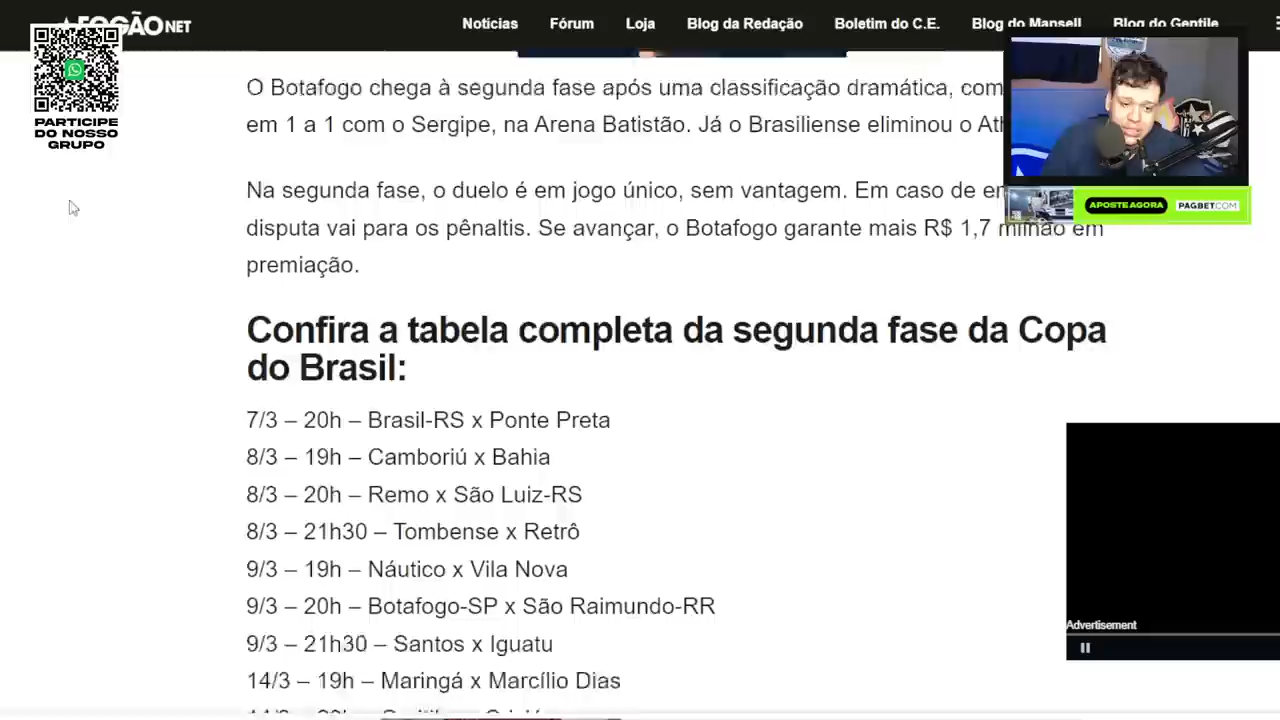 FOGÃONET
Notícias Fórum Loja Blog da Redação Boletim do C.E. Blog do Mansell Blog do Gentile
PARTICIPE
DO NOSSO
GRUPO
O Botafogo chega à segunda fase após uma classificação dramática, com
em 1 a 1 com o Sergipe, na Arena Batistão. Já o Brasiliense eliminou o
Na segunda fase, o duelo é em jogo único, sem vantagem. Em caso de
disputa vai para os pênaltis. Se avançar, o Botafogo garante mais R$ 1,7 milhão em
premiação.
APOSTE AGORA PAGBET.COM
Confira a tabela completa da segunda fase da Copa
do Brasil:
7/3 – 20h – Brasil-RS x Ponte Preta
8/3 – 19h – Camboriú x Bahia
8/3 – 20h – Remo x São Luiz-RS
8/3 – 21h30 – Tombense x Retrô
9/3 – 19h – Náutico x Vila Nova
9/3 – 20h – Botafogo-SP x São Raimundo-RR
9/3 – 21h30 – Santos x Iguatu
14/3 – 19h – Maringá x Marcílio Dias
Advertisement